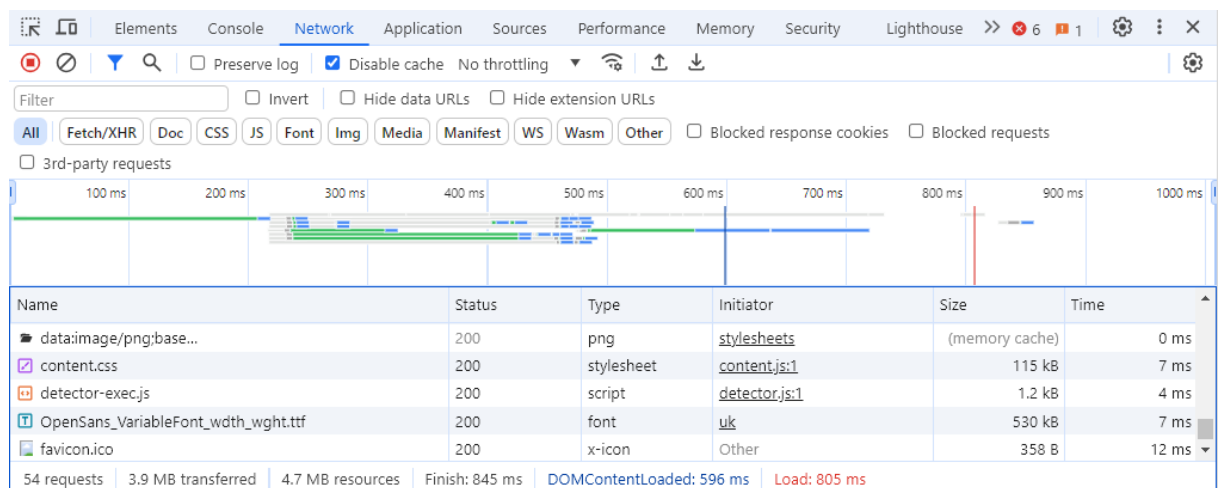 Elements Console Network Application Sources Performance Memory Security Lighthouse 6 1
Preserve log Disable cache No throttling
Filter Invert Hide data URLs Hide extension URLs
All Fetch/XHR Doc CSS JS Font Img Media Manifest WS Wasm Other Blocked response cookies Blocked requests
3rd-party requests
100 ms 200 ms 300 ms 400 ms 500 ms 600 ms 700 ms 800 ms 900 ms 1000 ms
Name Status Type Initiator Size Time
data:image/png;base... 200 png stylesheets (memory cache) 0 ms
content.css 200 stylesheet content.js:1 115 kB 7 ms
detector-exec.js 200 script detector.js:1 1.2 kB 4 ms
OpenSans_VariableFont_wdth_wght.ttf 200 font uk 530 kB 7 ms
favicon.ico 200 x-icon Other 358 B 12 ms
54 requests 3.9 MB transferred 4.7 MB resources Finish: 845 ms DOMContentLoaded: 596 ms Load: 805 ms